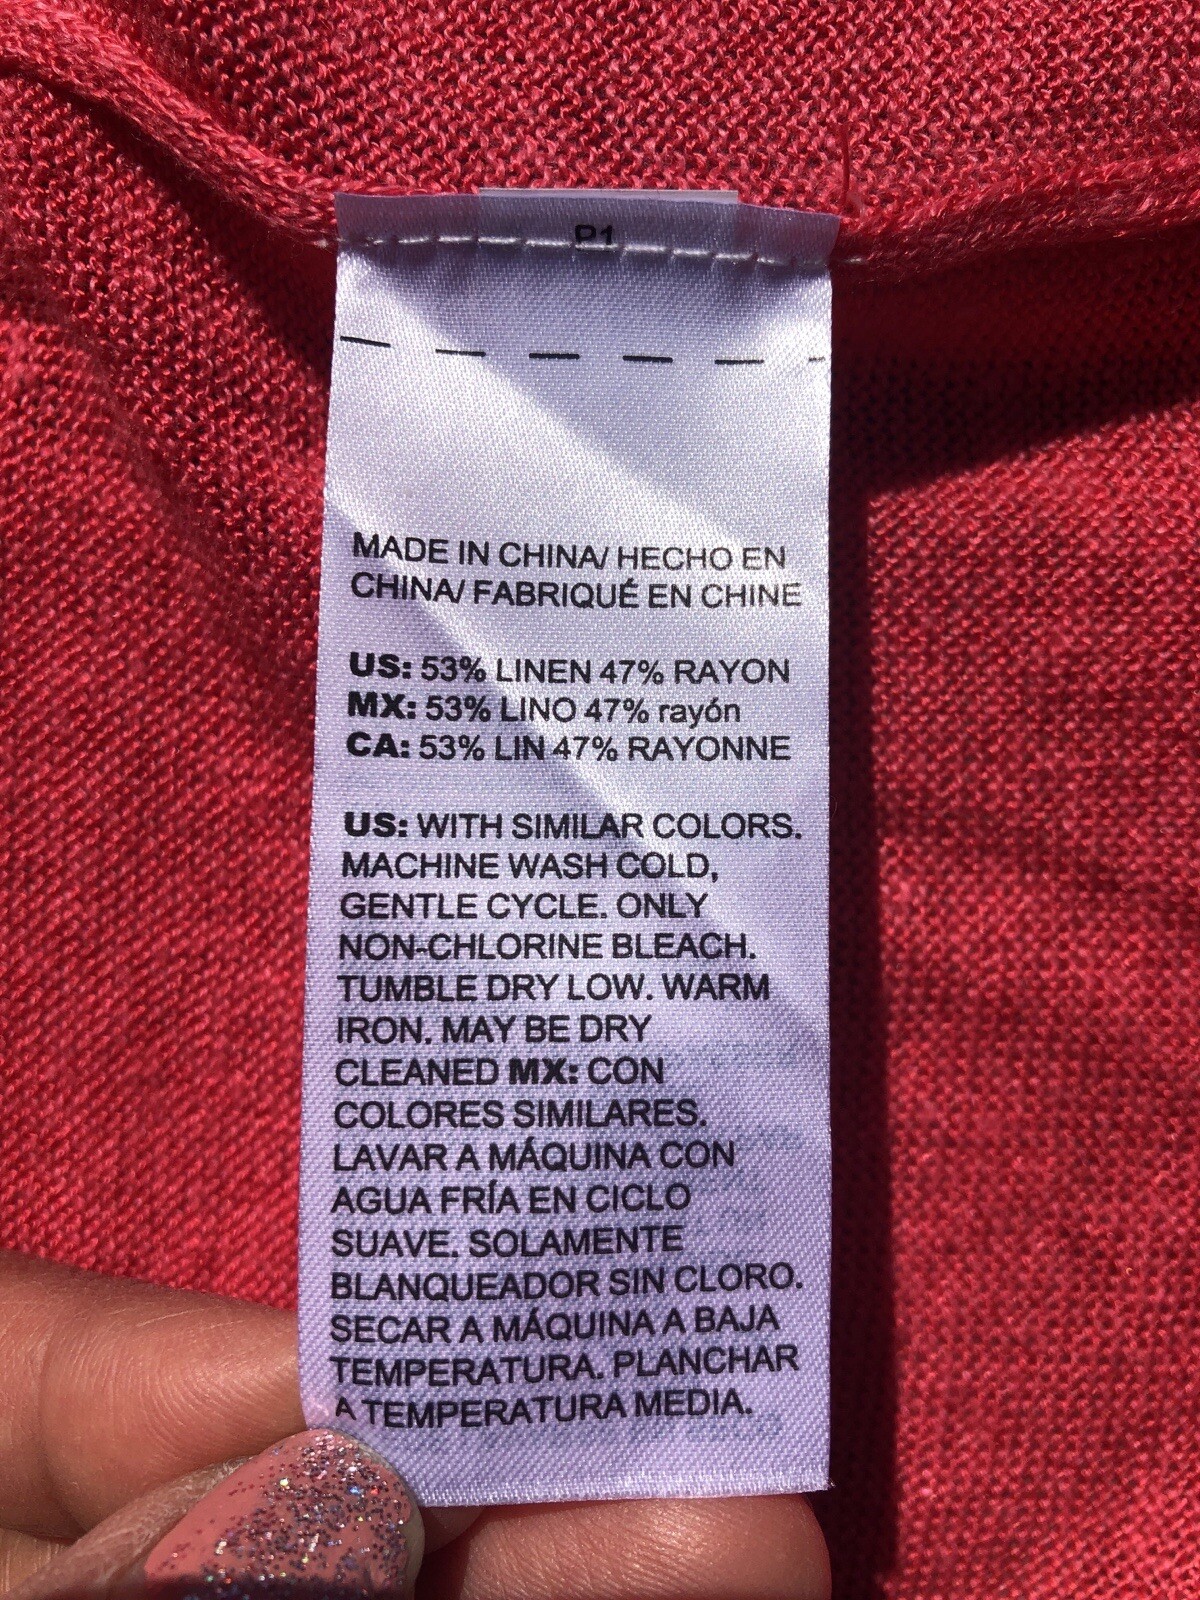 P1
MADE IN CHINA/ HECHO EN
CHINA/ FABRIQUÉ EN CHINE
US: 53% LINEN 47% RAYON
MX: 53% LINO 47% rayón
CA: 53% LIN 47% RAYONNE
US: WITH SIMILAR COLORS.
MACHINE WASH COLD,
GENTLE CYCLE. ONLY
NON-CHLORINE BLEACH.
TUMBLE DRY LOW. WARM
IRON. MAY BE DRY
CLEANED MX: CON
COLORES SIMILARES.
LAVAR A MÁQUINA CON
AGUA FRÍA EN CICLO
SUAVE. SOLAMENTE
BLANQUEADOR SIN CLORO.
SECAR A MÁQUINA A BAJA
TEMPERATURA. PLANCHAR
A TEMPERATURA MEDIA.